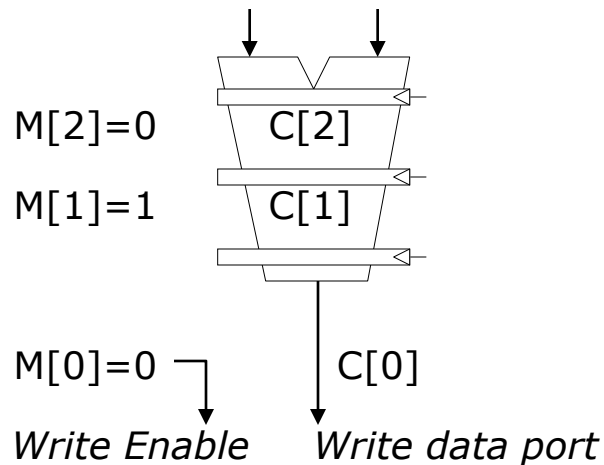 M[2]=0 C[2]
M[1]=1 C[1]
M[0]=0 C[0]
Write Enable Write data port